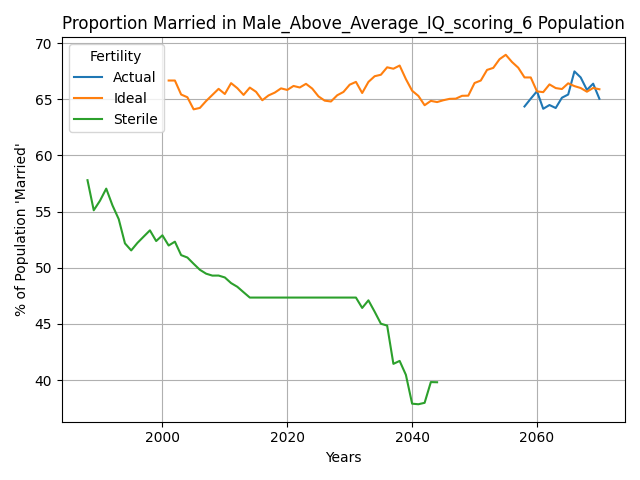 Proportion Married in Male_Above_Average_IQ_scoring_6 Population
70
65
60
55
50
45
40
% of Population 'Married'
Fertility
Actual
Ideal
Sterile
2000
2020
2040
2060
Years